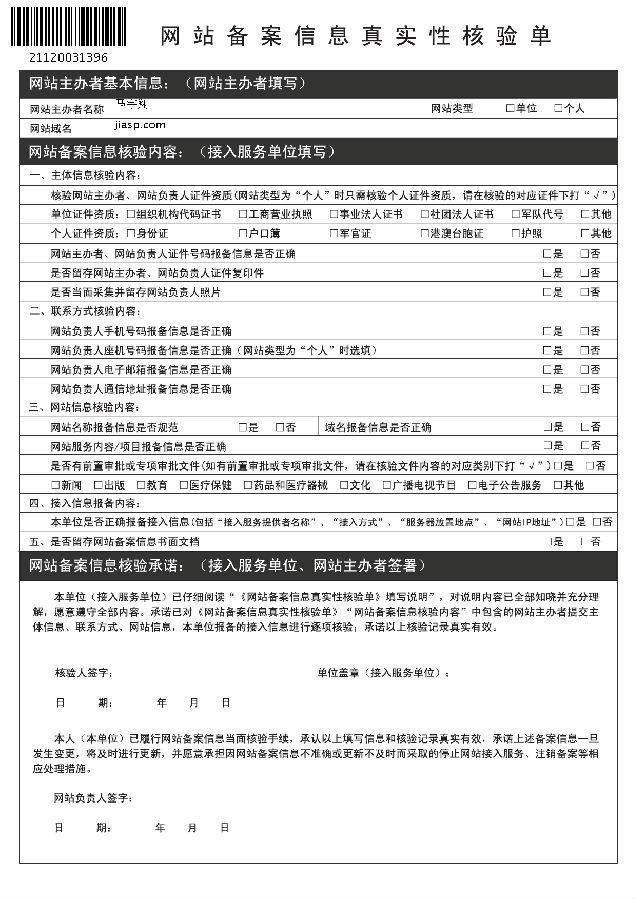 网站备案信息真实性核验单
21120031396
网站主办者基本信息：（网站主办者填写）
网站主办者名称 网站类型 □单位 □个人
网站域名 jiasp.com
网站备案信息核验内容：（接入服务单位填写）
一、主体信息核验内容：
核验网站主办者、网站负责人证件资质(网站类型为“个人”时只需核验个人证件资质，请在核验的对应证件下打“√”)
单位证件资质：□组织机构代码证书 □工商营业执照 □事业法人证书 □社团法人证书 □军队代号 □其他
个人证件资质：□身份证 □户口簿 □军官证 □港澳台胞证 □护照 □其他
网站主办者、网站负责人证件号码报备信息是否正确 □是 □否
是否留存网站主办者、网站负责人证件复印件 □是 □否
是否当面采集并留存网站负责人照片 □是 □否
二、联系方式核验内容：
网站负责人手机号码报备信息是否正确 □是 □否
网站负责人座机号码报备信息是否正确（网站类型为“个人”时选填） □是 □否
网站负责人电子邮箱报备信息是否正确 □是 □否
网站负责人通信地址报备信息是否正确 □是 □否
三、网站信息核验内容：
网站名称报备信息是否规范 □是 □否 域名报备信息是否正确 □是 □否
网站服务内容/项目报备信息是否正确 □是 □否
是否有前置审批或专项审批文件(如有前置审批或专项审批文件，请在核验文件内容的对应类别下打“√”) □是 □否
□新闻 □出版 □教育 □医疗保健 □药品和医疗器械 □文化 □广播电视节目 □电子公告服务 □其他
四、接入信息报备内容：
本单位是否正确报备接入信息(包括“接入服务提供者名称”、“接入方式”、“服务器放置地点”、“网站IP地址”) □是 □否
五、是否留存网站备案信息书面文档 □是 □否
网站备案信息核验承诺：（接入服务单位、网站主办者签署）
本单位（接入服务单位）已仔细阅读“《网站备案信息真实性核验单》填写说明”，对说明内容已全部知晓并充分理
解，愿意遵守全部内容。承诺已对《网站备案信息真实性核验单》“网站备案信息核验内容”中包含的网站主办者提交主
体信息、联系方式、网站信息，本单位报备的接入信息进行逐项核验；承诺以上核验记录真实有效。
核验人签字： 单位盖章（接入服务单位）：
日 期： 年 月 日
本人（本单位）已履行网站备案信息当面核验手续，承认以上填写信息和核验记录真实有效，承诺上述备案信息一旦
发生变更，将及时进行更新，并愿意承担因网站备案信息不准确或更新不及时而采取的停止网站接入服务、注销备案等相
应处理措施。
网站负责人签字：
日 期： 年 月 日